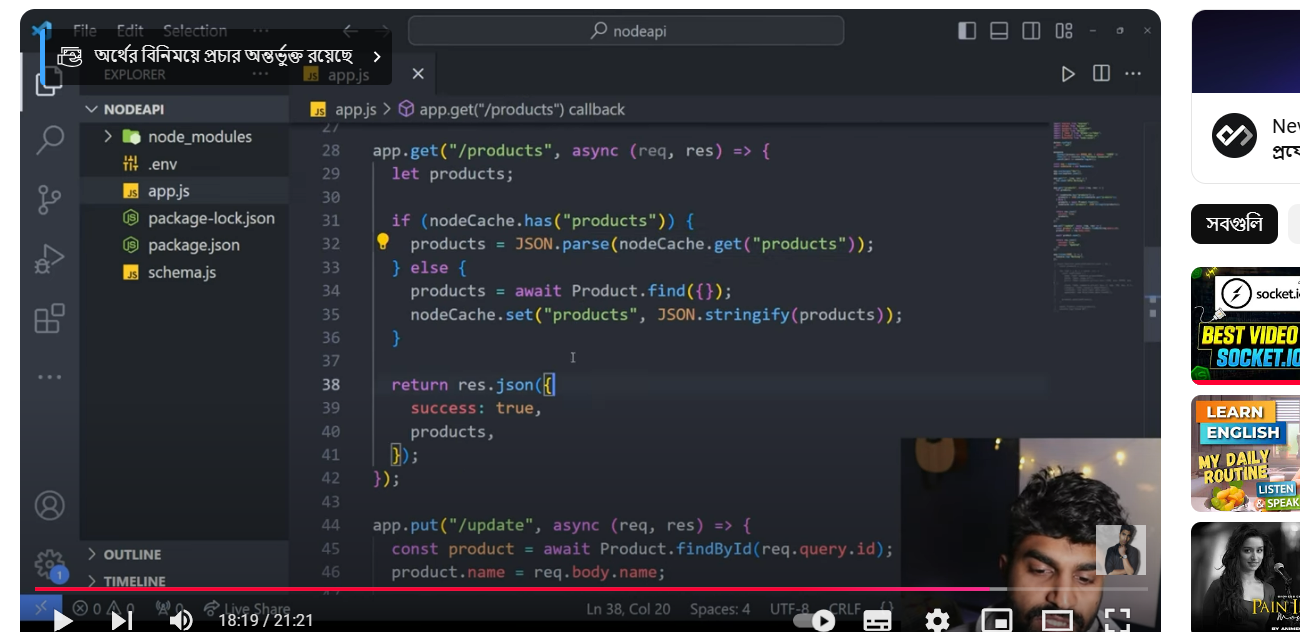 File Edit Selection ...
nodeapi
অর্থের বিনিময়ে প্রচার অন্তর্ভুক্ত রয়েছে
EXPLORER ...
JS app.js
NODEAPI
node_modules
.env
JS app.js
package-lock.json
package.json
JS schema.js
OUTLINE
TIMELINE
JS app.js > app.get("/products") callback
27
28 app.get("/products", async (req, res) => {
29 let products;
30
31 if (nodeCache.has("products")) {
32 products = JSON.parse(nodeCache.get("products"));
33 } else {
34 products = await Product.find({});
35 nodeCache.set("products", JSON.stringify(products));
36 }
37
38 return res.json({
39 success: true,
40 products,
41 });
42 });
43
44 app.put("/update", async (req, res) => {
45 const product = await Product.findById(req.query.id);
46 product.name = req.body.name;
1
0 0 0 Live Share
Ln 38, Col 20 Spaces: 4 UTF-8 CRLF { }
18:19 / 21:21
সবগুলি
BEST VIDEO
LEARN
ENGLISH
MY DAILY
ROUTINE
LISTEN
& SPEAK